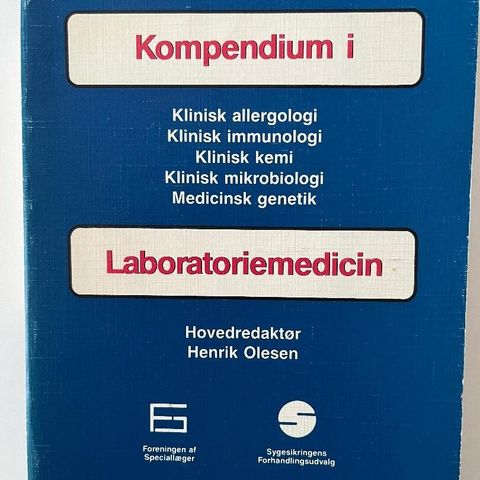 Kompendium i
Klinisk allergologi
Klinisk immunologi
Klinisk kemi
Klinisk mikrobiologi
Medicinsk genetik
Laboratoriemedicin
Hovedredaktør
Henrik Olesen
Foreningen af
Speciallæger
Sygesikringens
Forhandlingsudvalg